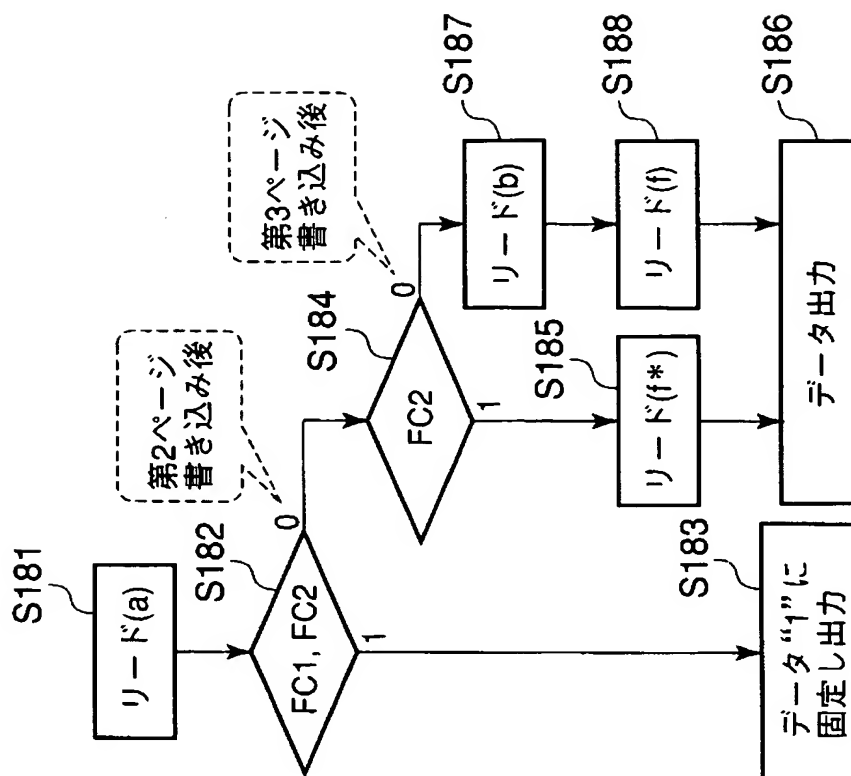 S181
リード(a)
S182
FC1, FC2
0
1
第2ページ
書き込み後
S184
FC2
0
1
第3ページ
書き込み後
S187
リード(b)
S185
リード(f*)
S188
リード(f)
S183
データ“1”に
固定し出力
S186
データ出力